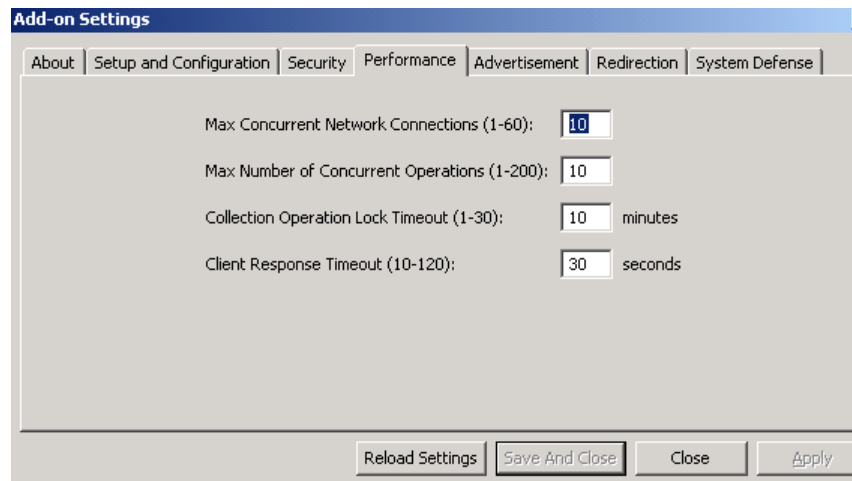 Add-on Settings
About Setup and Configuration Security Performance Advertisement Redirection System Defense
Max Concurrent Network Connections (1-60): 10
Max Number of Concurrent Operations (1-200): 10
Collection Operation Lock Timeout (1-30): 10 minutes
Client Response Timeout (10-120): 30 seconds
Reload Settings Save And Close Close Apply